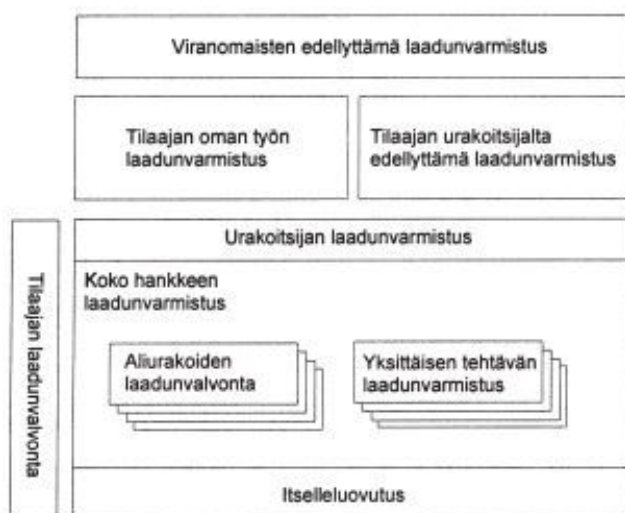 Viranomaisten edellyttämä laadunvarmistus
Tilaajan oman työn
laadunvarmistus
Tilaajan urakoitsijalta
edellyttämä laadunvarmistus
Tilaajan laadunvalvonta
Urakoitsijan laadunvarmistus
Koko hankkeen
laadunvarmistus
Aliurakoiden
laadunvalvonta
Yksittäisen tehtävän
laadunvarmistus
Itselleluovutus